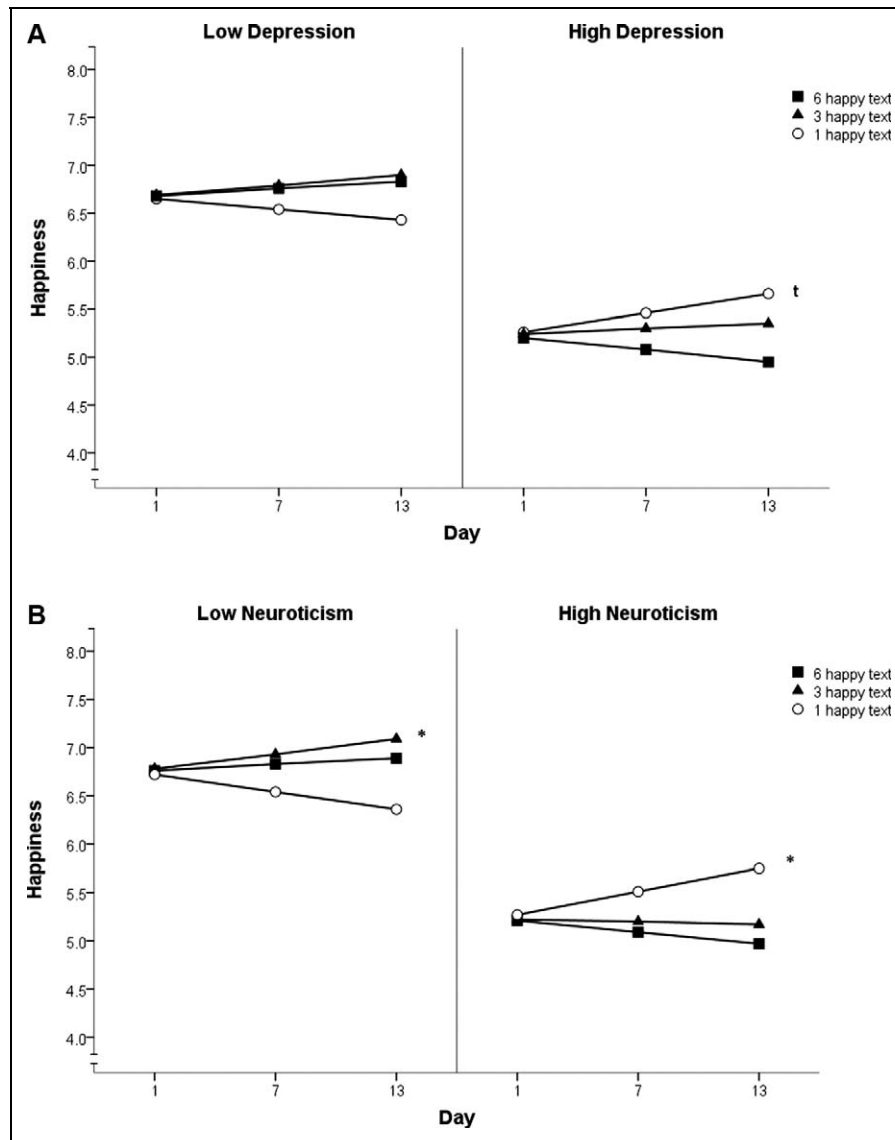 A
Low Depression
High Depression
8.0
7.5
7.0
6.5
6.0
5.5
5.0
4.5
4.0
Happiness
6 happy text
3 happy text
1 happy text
t
1 7 13 1 7 13
Day
B
Low Neuroticism
High Neuroticism
8.0
7.5
7.0
6.5
6.0
5.5
5.0
4.5
4.0
Happiness
6 happy text
3 happy text
1 happy text
*
*
1 7 13 1 7 13
Day